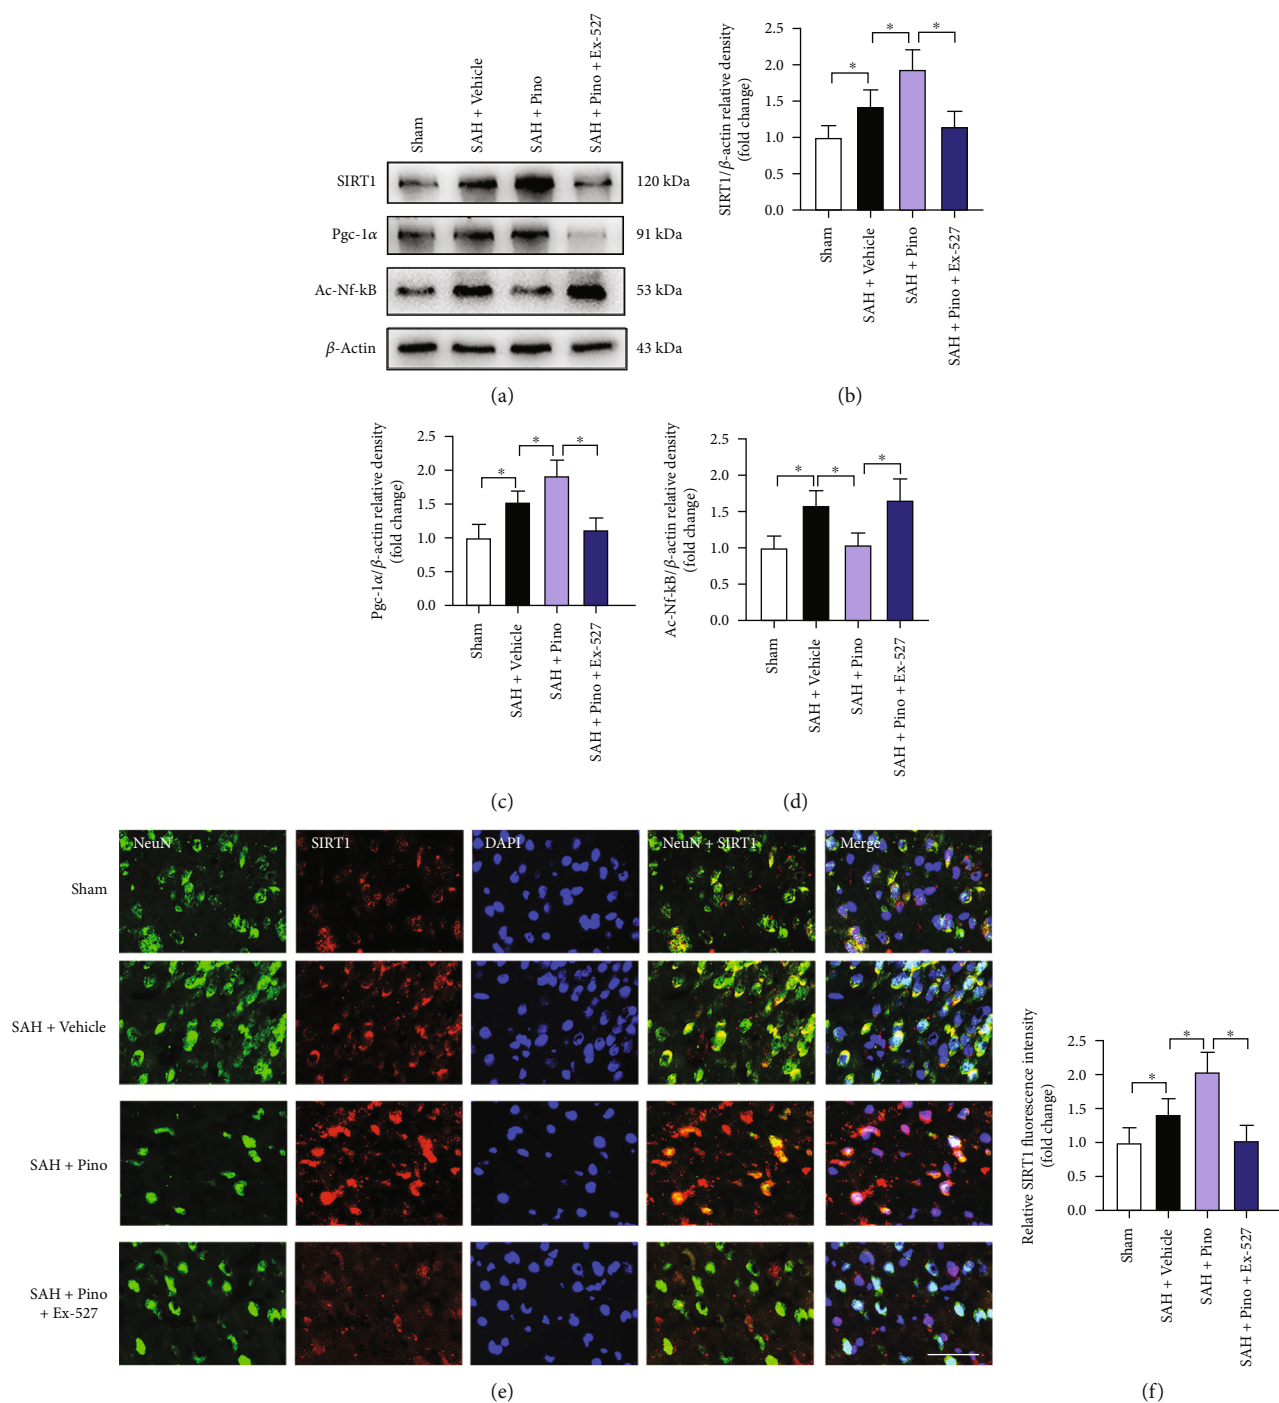 Sham
SAH + Vehicle
SAH + Pino
SAH + Pino + Ex-527
SIRT1
120 kDa
Pgc-1α
91 kDa
Ac-Nf-kB
53 kDa
β-Actin
43 kDa
(a)
SIRT1/β-actin relative density
(fold change)
2.5
2.0
1.5
1.0
0.5
0.0
*
*
*
Sham
SAH + Vehicle
SAH + Pino
SAH + Pino + Ex-527
(b)
Pgc-1α/β-actin relative density
(fold change)
2.5
2.0
1.5
1.0
0.5
0.0
*
*
*
Sham
SAH + Vehicle
SAH + Pino
SAH + Pino + Ex-527
(c)
Ac-Nf-kB/β-actin relative density
(fold change)
2.5
2.0
1.5
1.0
0.5
0.0
*
*
*
Sham
SAH + Vehicle
SAH + Pino
SAH + Pino + Ex-527
(d)
NeuN
SIRT1
DAPI
NeuN + SIRT1
Merge
Sham
SAH + Vehicle
SAH + Pino
SAH + Pino
+ Ex-527
(e)
Relative SIRT1 fluorescence intensity
(fold change)
2.5
2.0
1.5
1.0
0.5
0.0
*
*
*
Sham
SAH + Vehicle
SAH + Pino
SAH + Pino + Ex-527
(f)